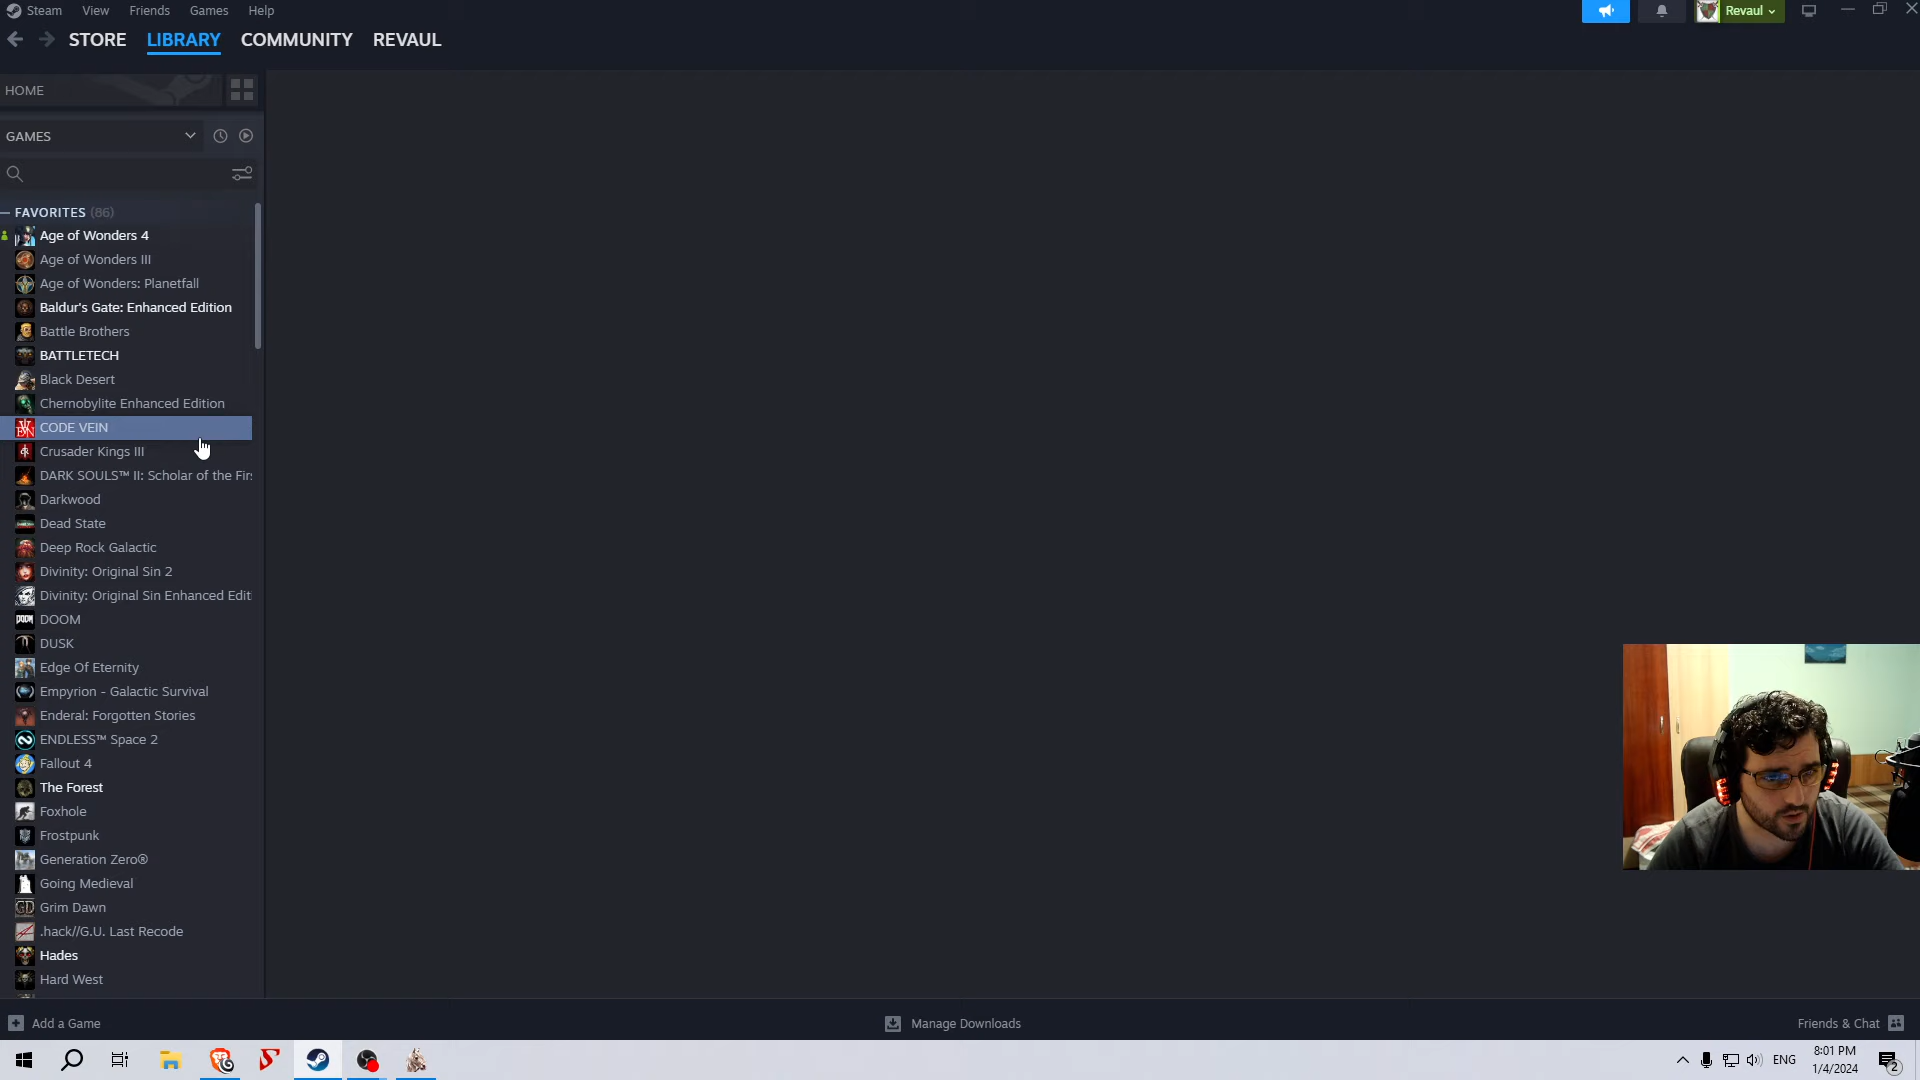 Steam View Friends Games Help
Revaul
STORE LIBRARY COMMUNITY REVAUL
HOME
GAMES
FAVORITES (86)
Age of Wonders 4
Age of Wonders III
Age of Wonders: Planetfall
Baldur's Gate: Enhanced Edition
Battle Brothers
BATTLETECH
Black Desert
Chernobylite Enhanced Edition
CODE VEIN
Crusader Kings III
DARK SOULS™ II: Scholar of the Firs
Darkwood
Dead State
Deep Rock Galactic
Divinity: Original Sin 2
Divinity: Original Sin Enhanced Edit
DOOM
DUSK
Edge Of Eternity
Empyrion - Galactic Survival
Enderal: Forgotten Stories
ENDLESS™ Space 2
Fallout 4
The Forest
Foxhole
Frostpunk
Generation Zero®
Going Medieval
Grim Dawn
.hack//G.U. Last Recode
Hades
Hard West
Add a Game
Manage Downloads
Friends & Chat
ENG
8:01 PM
1/4/2024
2